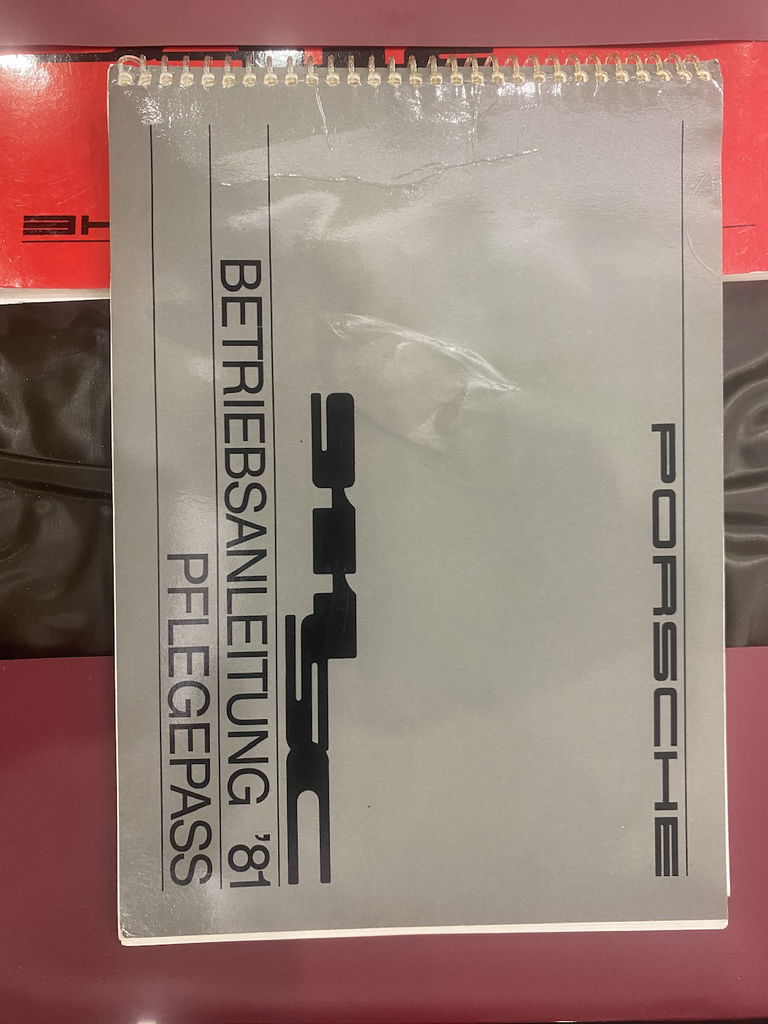 PORSCHE
911 SC
BETRIEBSANLEITUNG '81
PFLEGEPASS